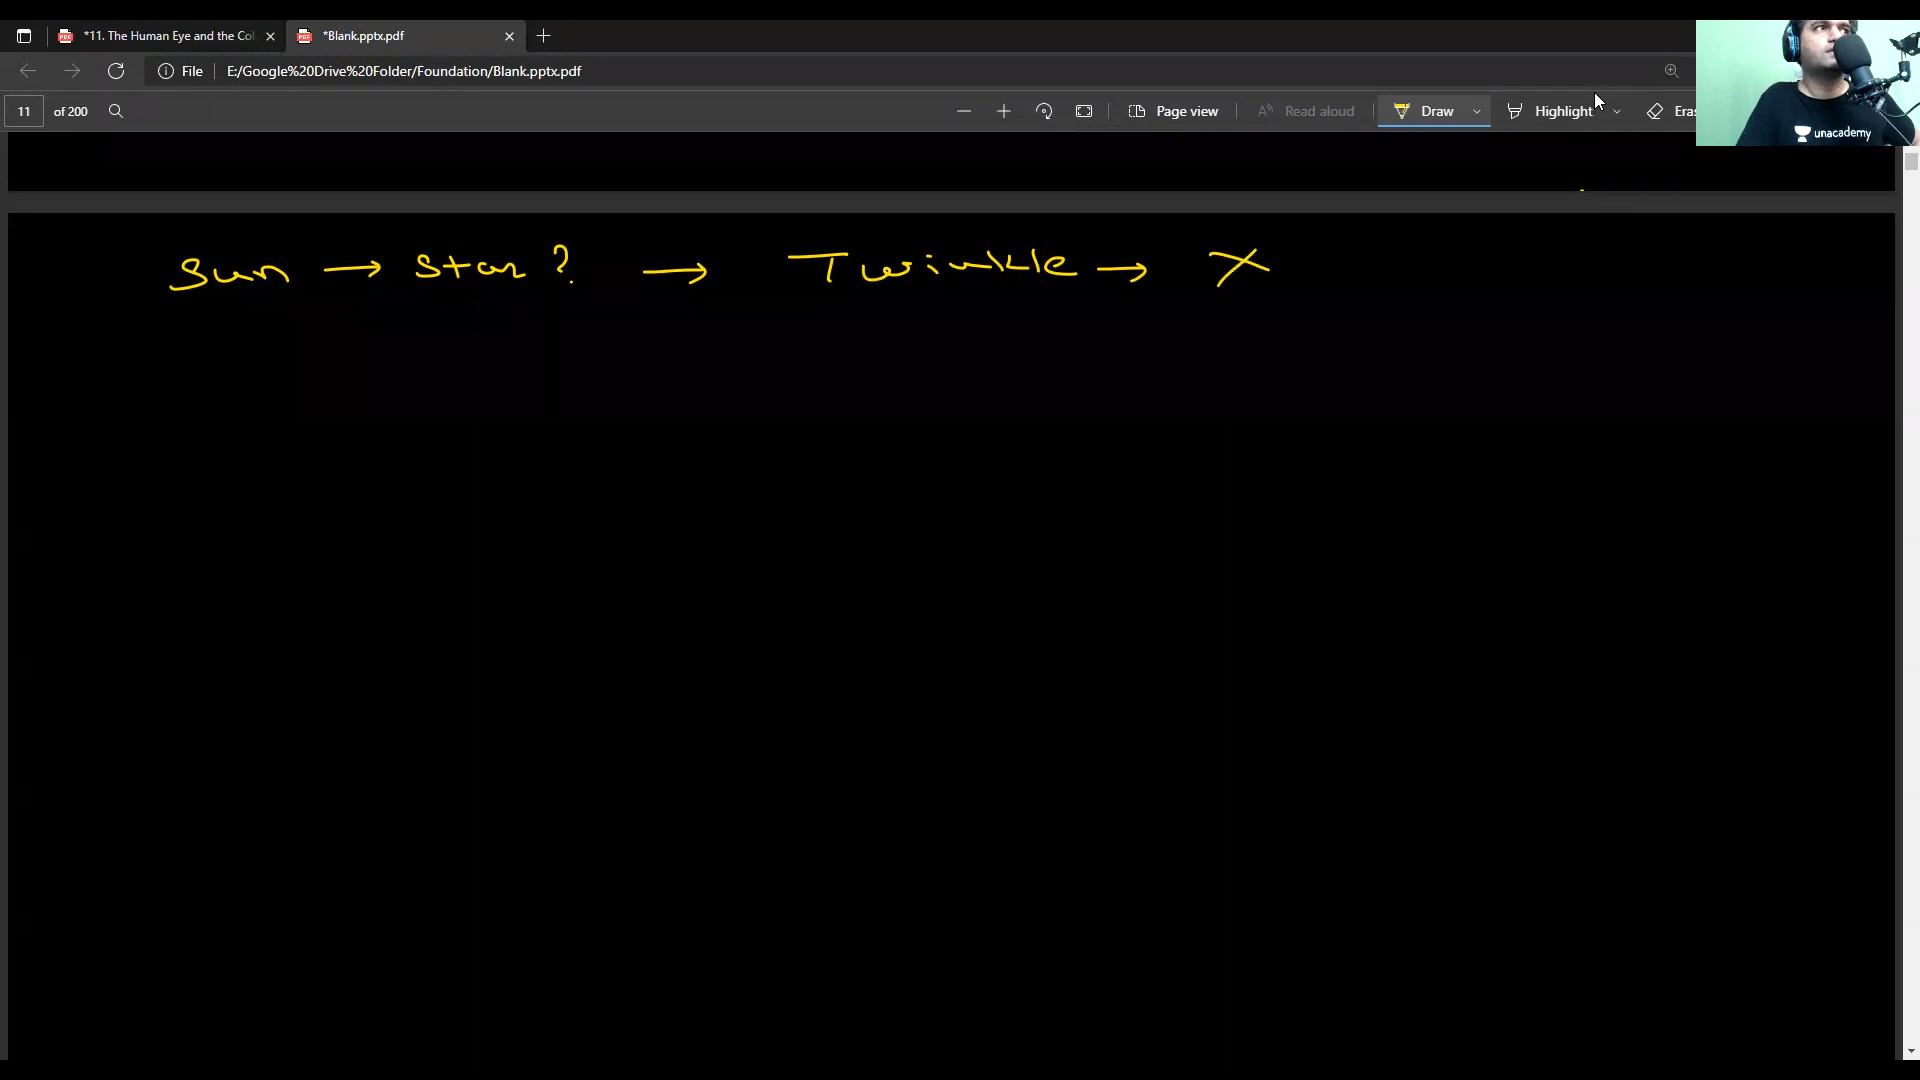 *11. The Human Eye and the Col
*Blank.pptx.pdf
File E:/Google%20Drive%20Folder/Foundation/Blank.pptx.pdf
11 of 200 Page view Read aloud Draw Highlight Eras
unacademy
Sun → Star? → Twinkle → X